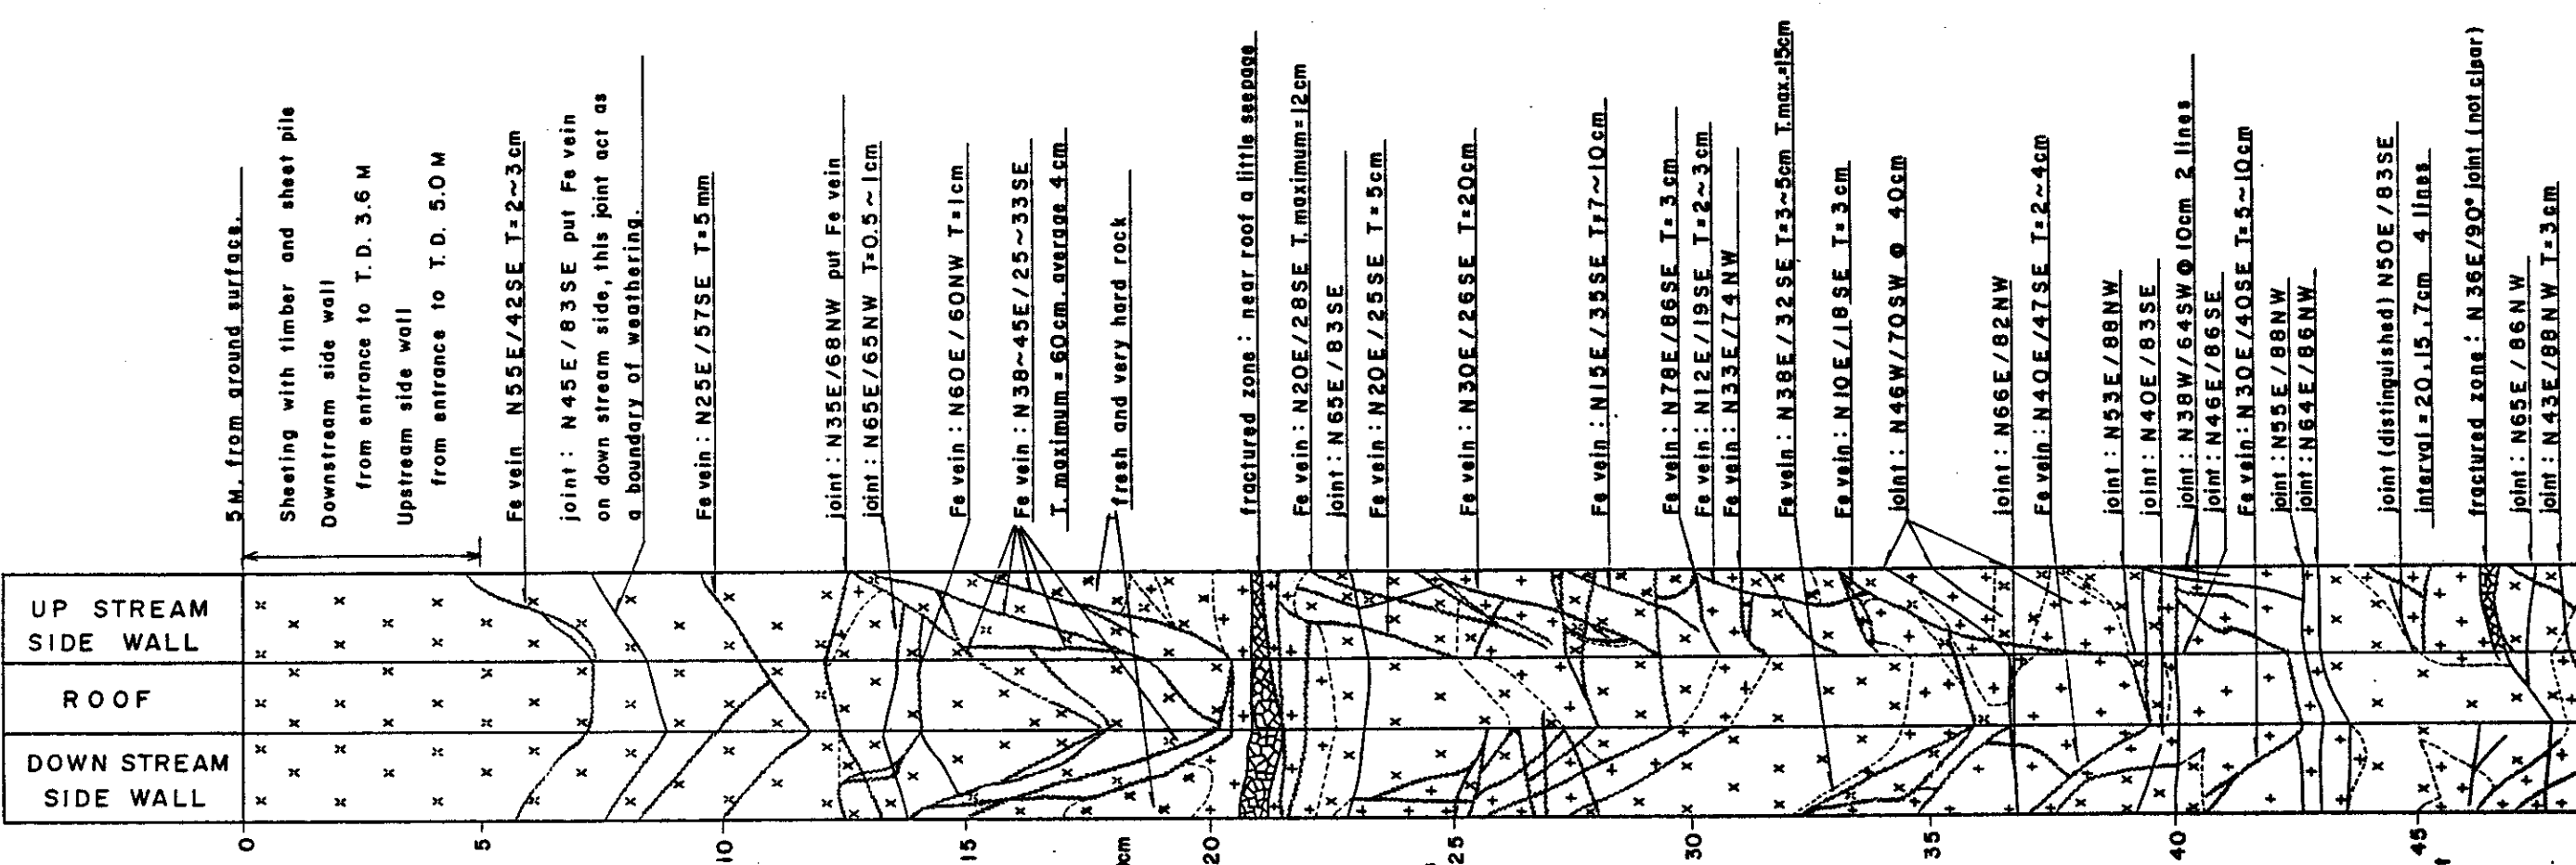 5M. from ground surface.
Sheeting with timber and sheet pile
Downstream side wall
from entrance to T.D. 3.6 M
Upstream side wall
from entrance to T.D. 5.0 M
Fe vein N55E/42SE T=2~3cm
joint : N45E/83SE put Fe vein
on down stream side, this joint act as
a boundary of weathering.
Fe vein : N25E/57SE T=5mm
joint : N35E/68NW put Fe vein
joint : N65E/65NW T=0.5~1cm
Fe vein : N60E/60NW T=1cm
Fe vein : N38~45E/25~33SE
T. maximum = 60cm. average 4cm
fresh and very hard rock
fractured zone : near roof a little seepage
Fe vein : N20E/28SE T. maximum=12cm
joint : N65E/83SE
Fe vein : N20E/25SE T=5cm
Fe vein : N30E/26SE T=20cm
Fe vein : N15E/35SE T=7~10cm
Fe vein : N78E/86SE T=3cm
Fe vein : N12E/19SE T=2~3cm
Fe vein : N33E/74NW
Fe vein : N38E/32SE T=3~5cm T.max.=15cm
Fe vein : N10E/18SE T=3cm
joint : N46W/70SW @ 40cm
joint : N66E/82NW
Fe vein : N40E/47SE T=2~4cm
joint : N53E/88NW
joint : N40E/83SE
joint : N38W/64SW @ 10cm 2 lines
joint : N46E/86SE
Fe vein : N30E/40SE T=5~10cm
joint : N55E/88NW
joint : N64E/86NW
joint (distinguished) N50E/83SE
interval = 20,15,7cm 4 lines
fractured zone : N36E/90° joint (not clear)
joint : N65E/86NW
joint : N43E/88NW T=3cm
UP STREAM
SIDE WALL
ROOF
DOWN STREAM
SIDE WALL
0
5
10
15
20
25
30
35
40
45